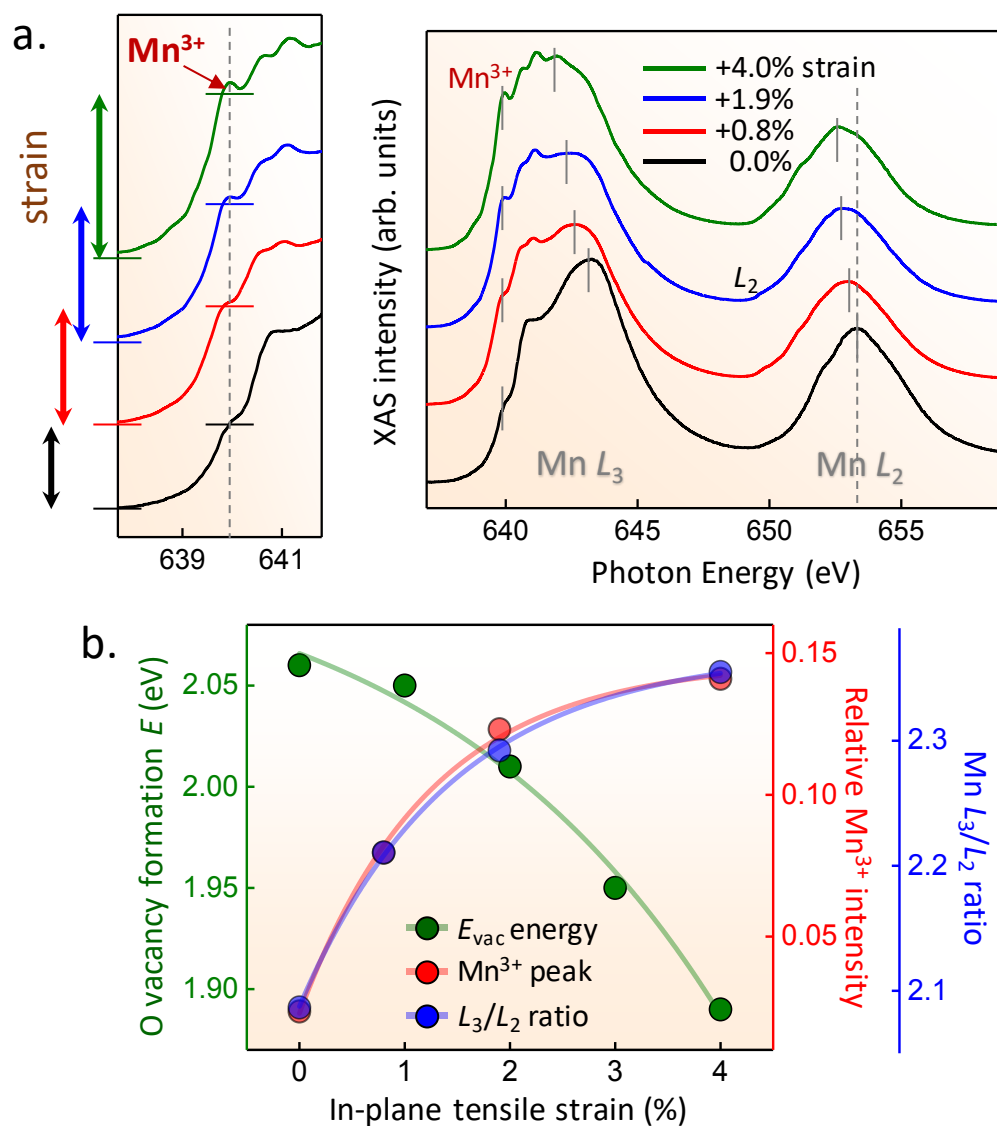 a.
Mn³⁺
strain
639
641
XAS intensity (arb. units)
Mn³⁺
+4.0% strain
+1.9%
+0.8%
0.0%
L₂
Mn L₃
Mn L₂
640
645
653
655
Photon Energy (eV)
b.
O vacancy formation E (eV)
2.05
2.00
1.95
1.90
E_vac energy
Mn³⁺ peak
L₃/L₂ ratio
0.15
0.10
0.05
Relative Mn³⁺ intensity
2.3
2.2
2.1
Mn L₃/L₂ ratio
0
1
2
3
4
In-plane tensile strain (%)